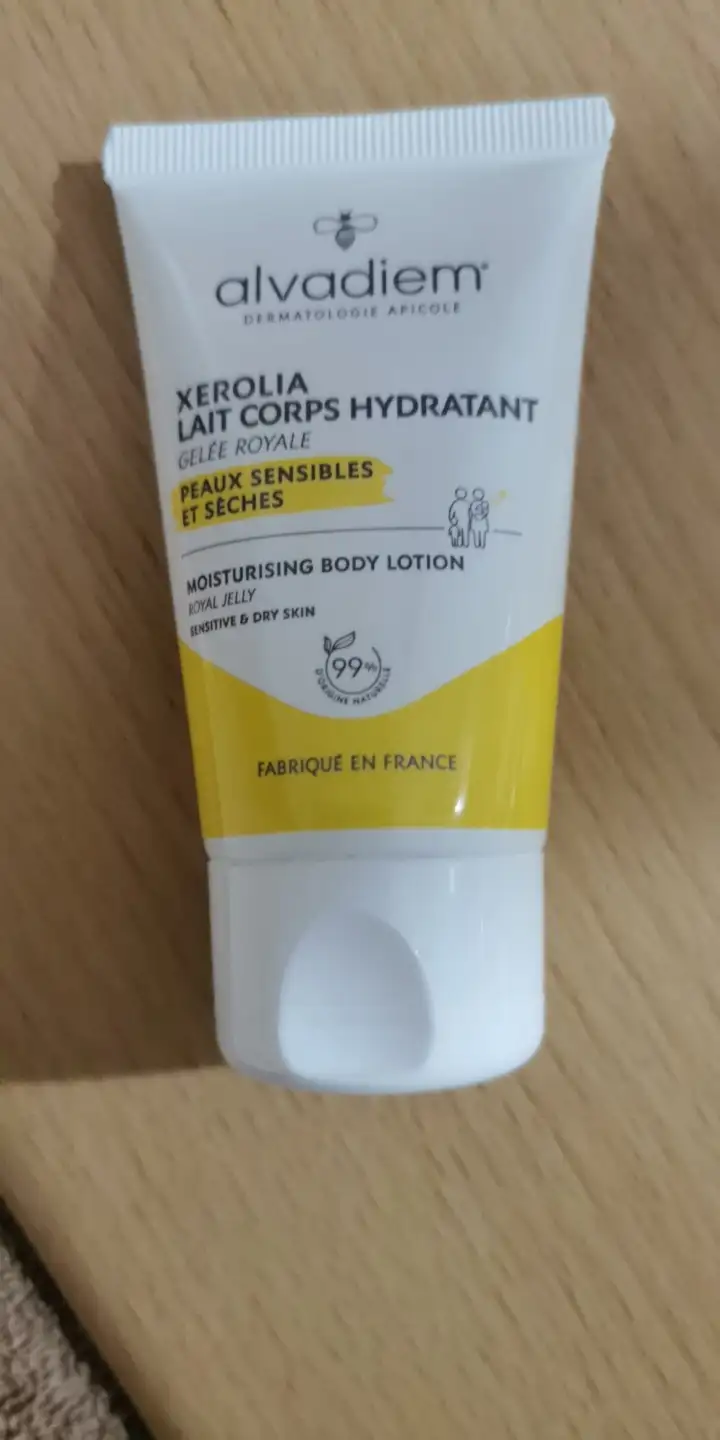 alvadiem®
DERMATOLOGIE APICOLE
XEROLIA
LAIT CORPS HYDRATANT
GELÉE ROYALE
PEAUX SENSIBLES
ET SÈCHES
MOISTURISING BODY LOTION
ROYAL JELLY
SENSITIVE & DRY SKIN
99%
D'ORIGINE NATURELLE
FABRIQUÉ EN FRANCE